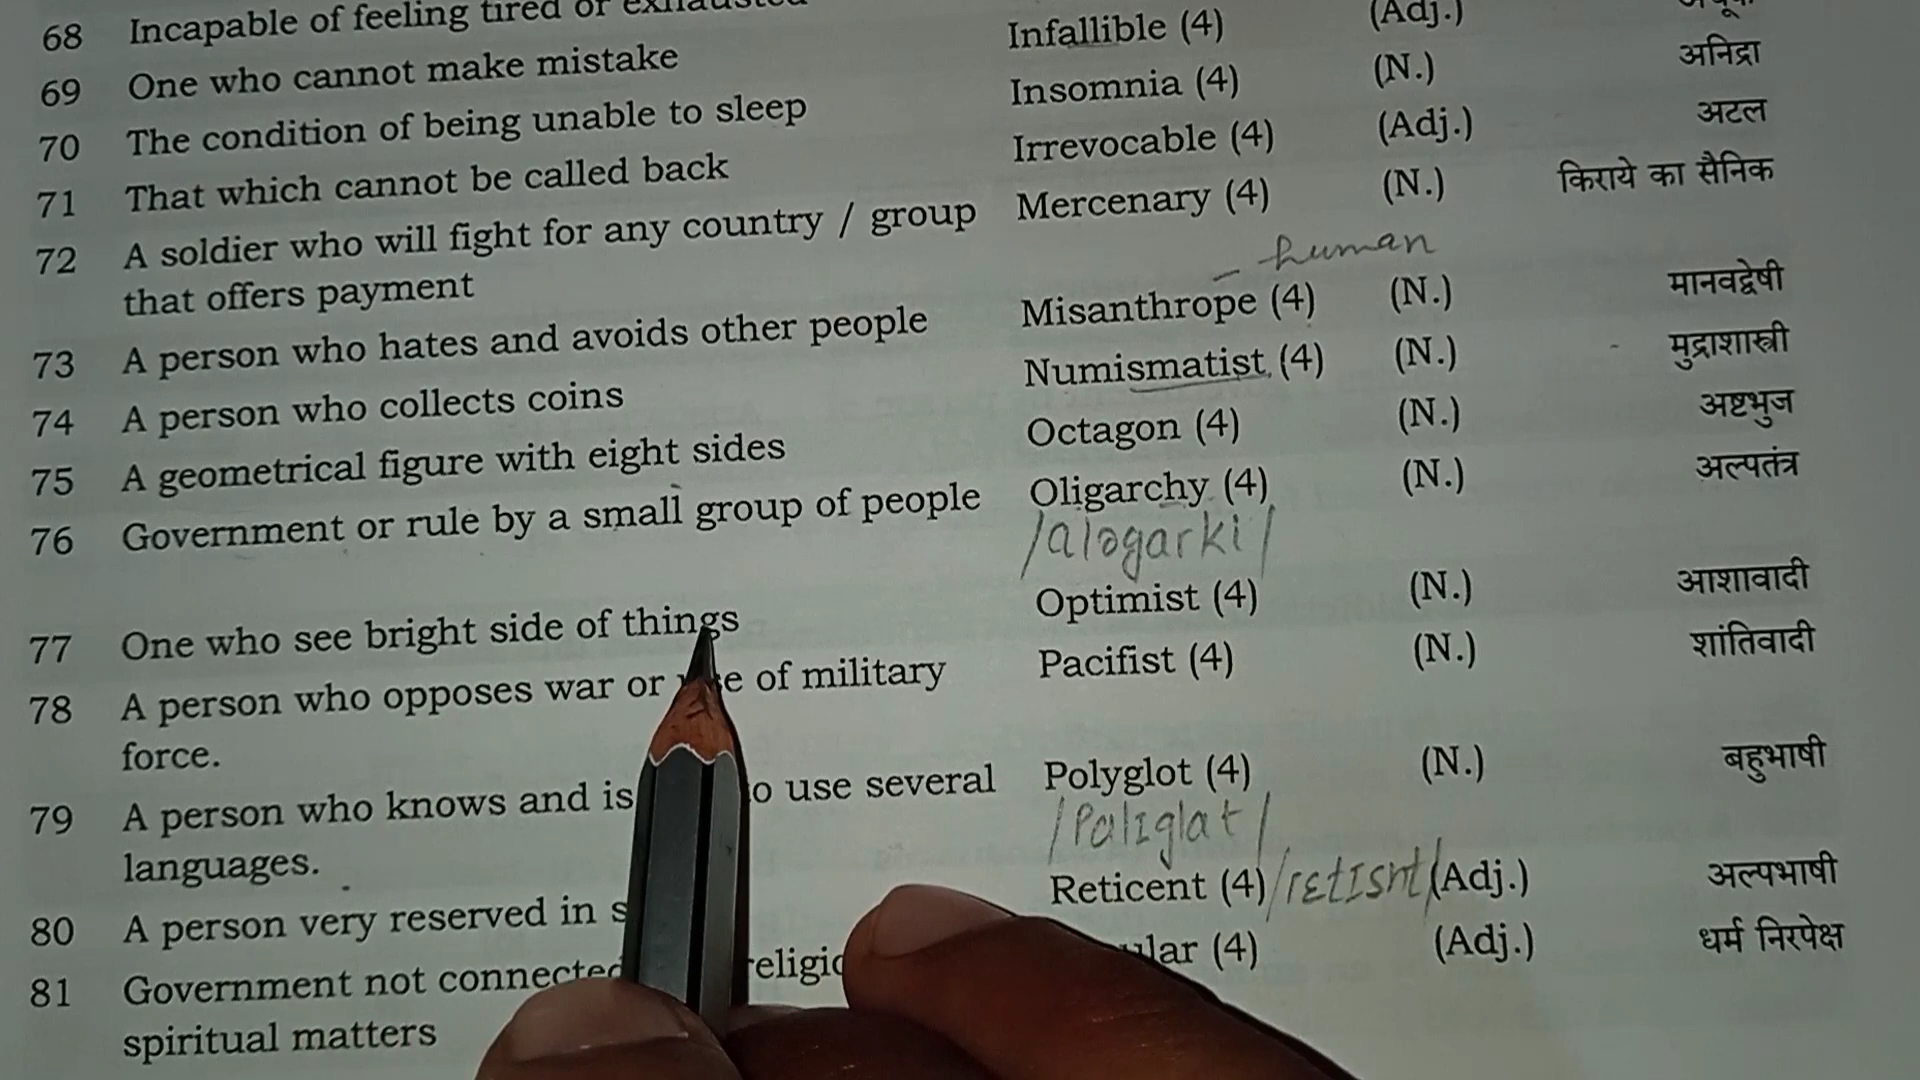 68 Incapable of feeling tired or exhausted
69 One who cannot make mistake Infallible (4) (Adj.)
70 The condition of being unable to sleep Insomnia (4) (N.) अनिद्रा
71 That which cannot be called back Irrevocable (4) (Adj.) अटल
72 A soldier who will fight for any country / group Mercenary (4) (N.) किराये का सैनिक
that offers payment
- human
73 A person who hates and avoids other people Misanthrope (4) (N.) मानवद्वेषी
74 A person who collects coins Numismatist (4) (N.) मुद्राशास्त्री
75 A geometrical figure with eight sides Octagon (4) (N.) अष्टभुज
76 Government or rule by a small group of people Oligarchy (4) (N.) अल्पतंत्र
/aləgarki/
77 One who see bright side of things Optimist (4) (N.) आशावादी
78 A person who opposes war or use of military Pacifist (4) (N.) शांतिवादी
force.
79 A person who knows and is to use several Polyglot (4) (N.) बहुभाषी
languages. /Palɪglat/
80 A person very reserved in Reticent (4) /rɛtɪsnt/ (Adj.) अल्पभाषी
81 Government not connected (4) (Adj.) धर्म निरपेक्ष
spiritual matters